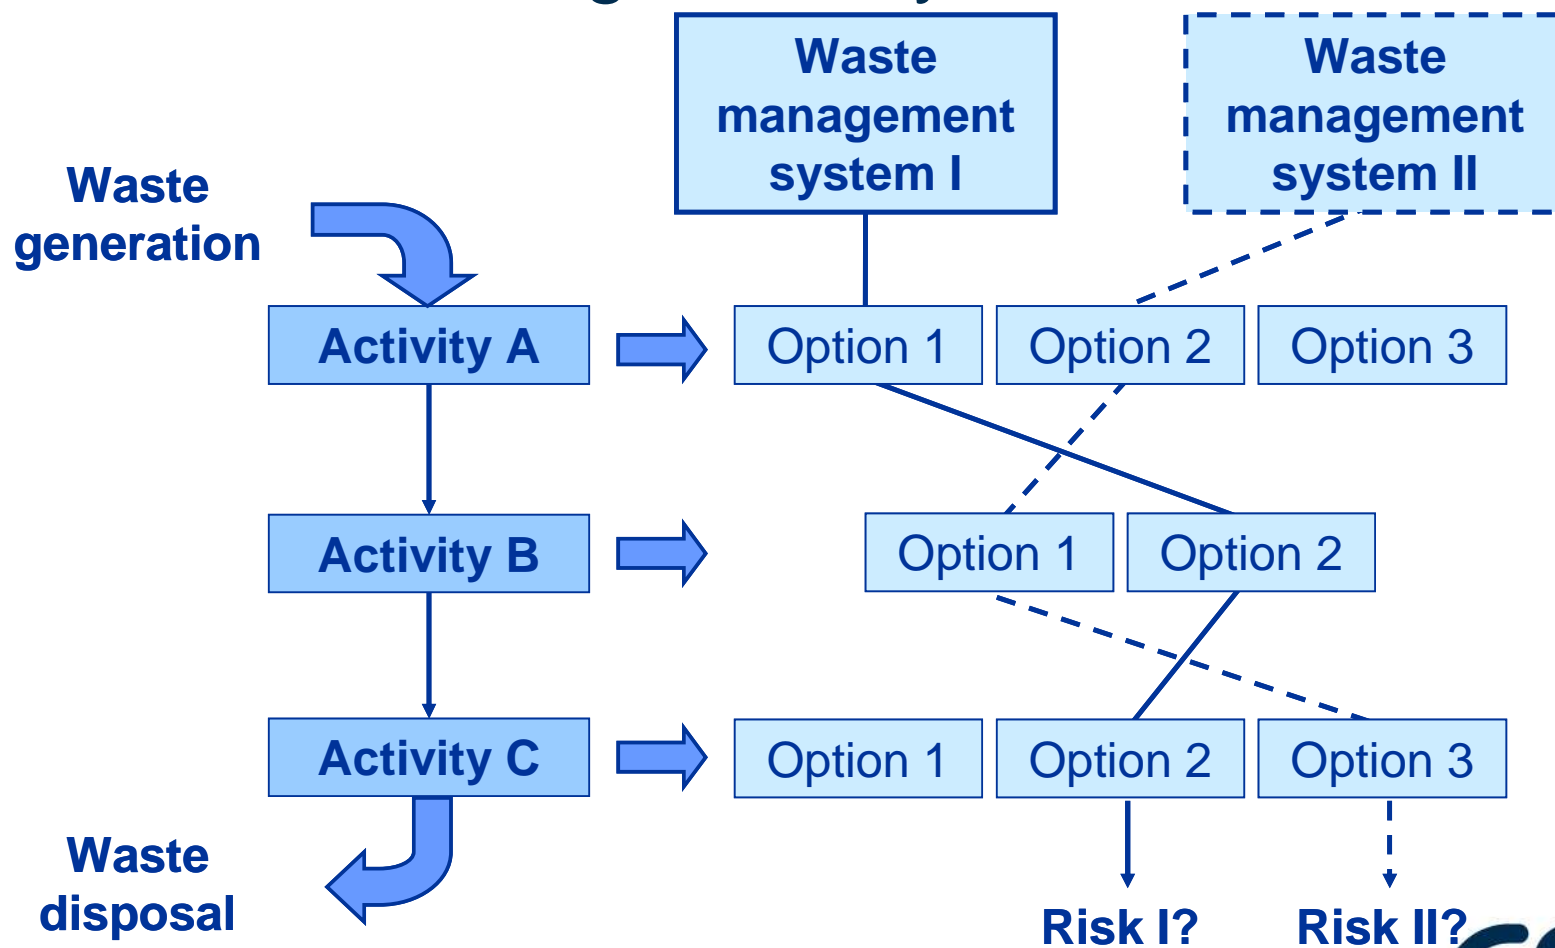 Waste
management
system I
Waste
management
system II
Waste
generation
Activity A
Option 1
Option 2
Option 3
Activity B
Option 1
Option 2
Activity C
Option 1
Option 2
Option 3
Waste
disposal
Risk I?
Risk II?